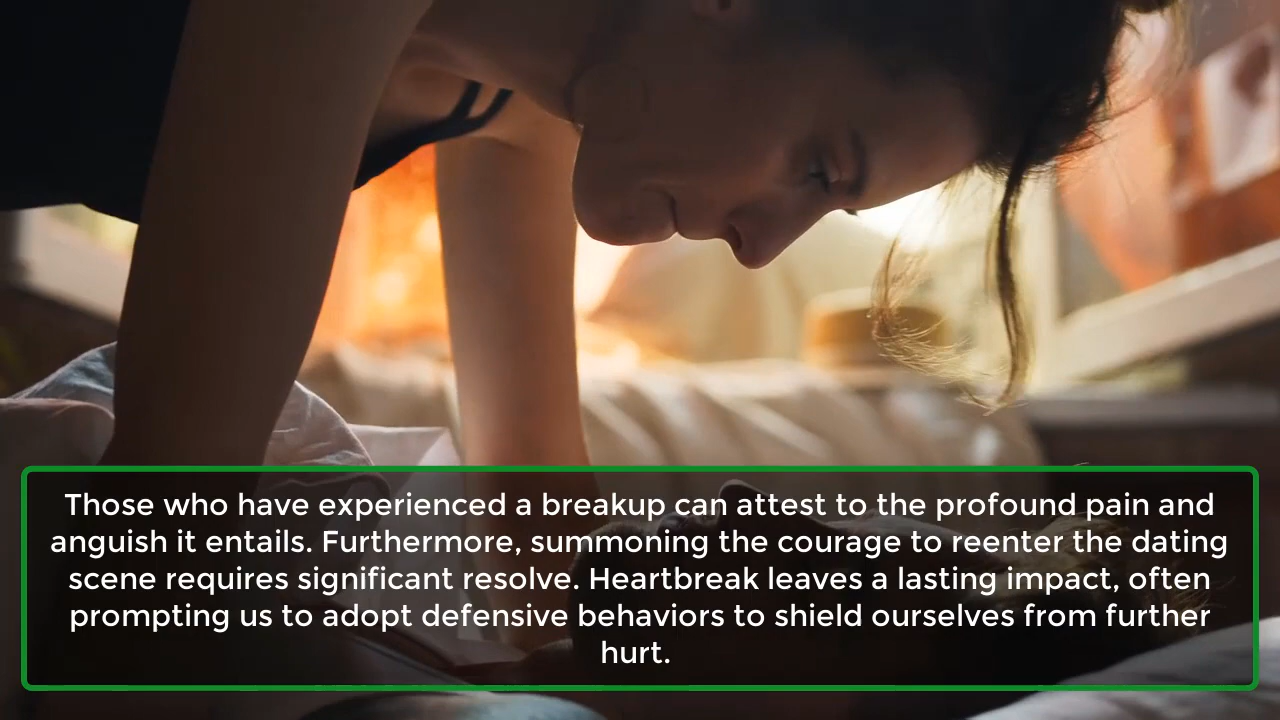 Those who have experienced a breakup can attest to the profound pain and
anguish it entails. Furthermore, summoning the courage to reenter the dating
scene requires significant resolve. Heartbreak leaves a lasting impact, often
prompting us to adopt defensive behaviors to shield ourselves from further
hurt.